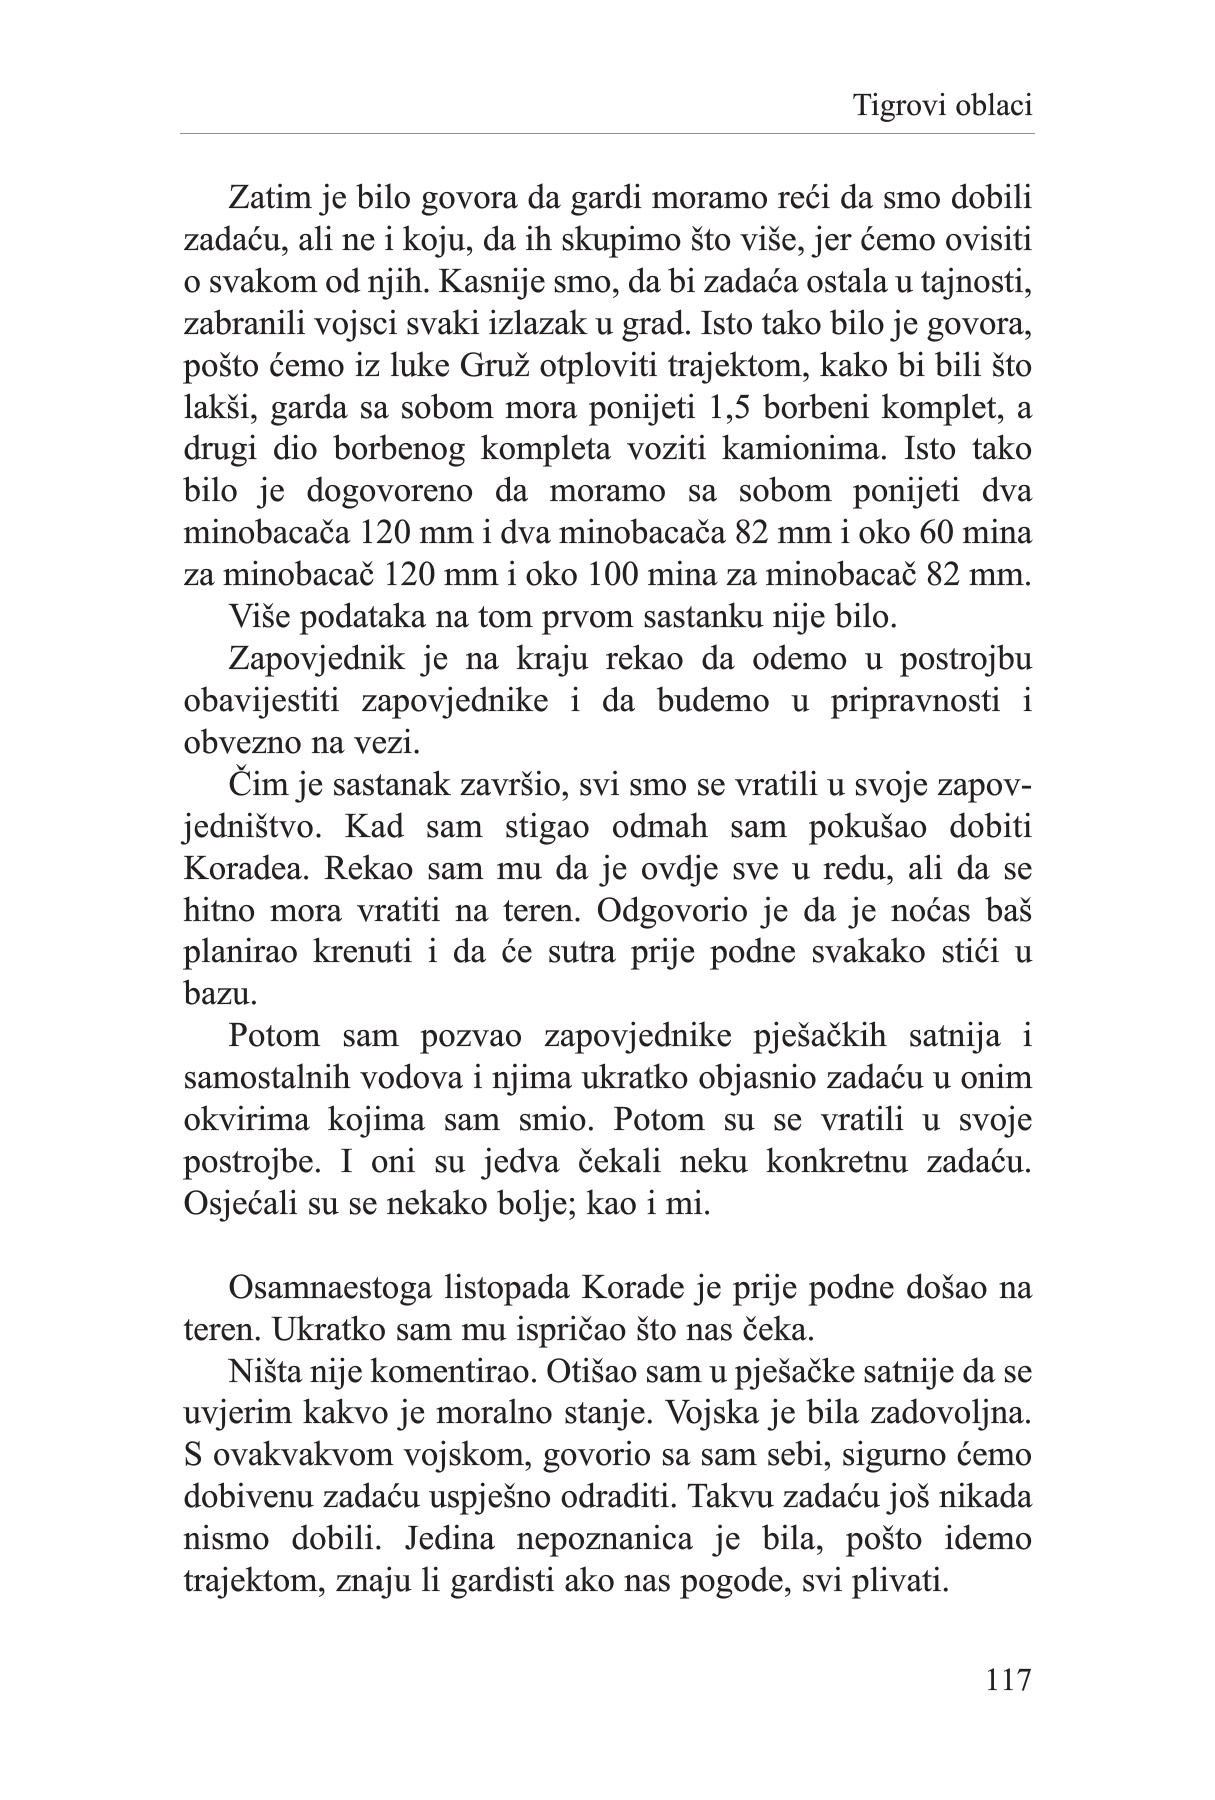 Tigrovi oblaci
Zatim je bilo govora da gardi moramo reći da smo dobili
zadaću, ali ne i koju, da ih skupimo što više, jer ćemo ovisiti
o svakom od njih. Kasnije smo, da bi zadaća ostala u tajnosti,
zabranili vojsci svaki izlazak u grad. Isto tako bilo je govora,
pošto ćemo iz luke Gruž otploviti trajektom, kako bi bili što
lakši, garda sa sobom mora ponijeti 1,5 borbeni komplet, a
drugi dio borbenog kompleta voziti kamionima. Isto tako
bilo je dogovoreno da moramo sa sobom ponijeti dva
minobacača 120 mm i dva minobacača 82 mm i oko 60 mina
za minobacač 120 mm i oko 100 mina za minobacač 82 mm.
Više podataka na tom prvom sastanku nije bilo.
Zapovjednik je na kraju rekao da odemo u postrojbu
obavijestiti zapovjednike i da budemo u pripravnosti i
obvezno na vezi.
Čim je sastanak završio, svi smo se vratili u svoje zapov-
jedništvo. Kad sam stigao odmah sam pokušao dobiti
Koradea. Rekao sam mu da je ovdje sve u redu, ali da se
hitno mora vratiti na teren. Odgovorio je da je noćas baš
planirao krenuti i da će sutra prije podne svakako stići u
bazu.
Potom sam pozvao zapovjednike pješačkih satnija i
samostalnih vodova i njima ukratko objasnio zadaću u onim
okvirima kojima sam smio. Potom su se vratili u svoje
postrojbe. I oni su jedva čekali neku konkretnu zadaću.
Osjećali su se nekako bolje; kao i mi.
Osamnaestoga listopada Korade je prije podne došao na
teren. Ukratko sam mu ispričao što nas čeka.
Ništa nije komentirao. Otišao sam u pješačke satnije da se
uvjerim kakvo je moralno stanje. Vojska je bila zadovoljna.
S ovakvakvom vojskom, govorio sa sam sebi, sigurno ćemo
dobivenu zadaću uspješno odraditi. Takvu zadaću još nikada
nismo dobili. Jedina nepoznanica je bila, pošto idemo
trajektom, znaju li gardisti ako nas pogode, svi plivati.
117